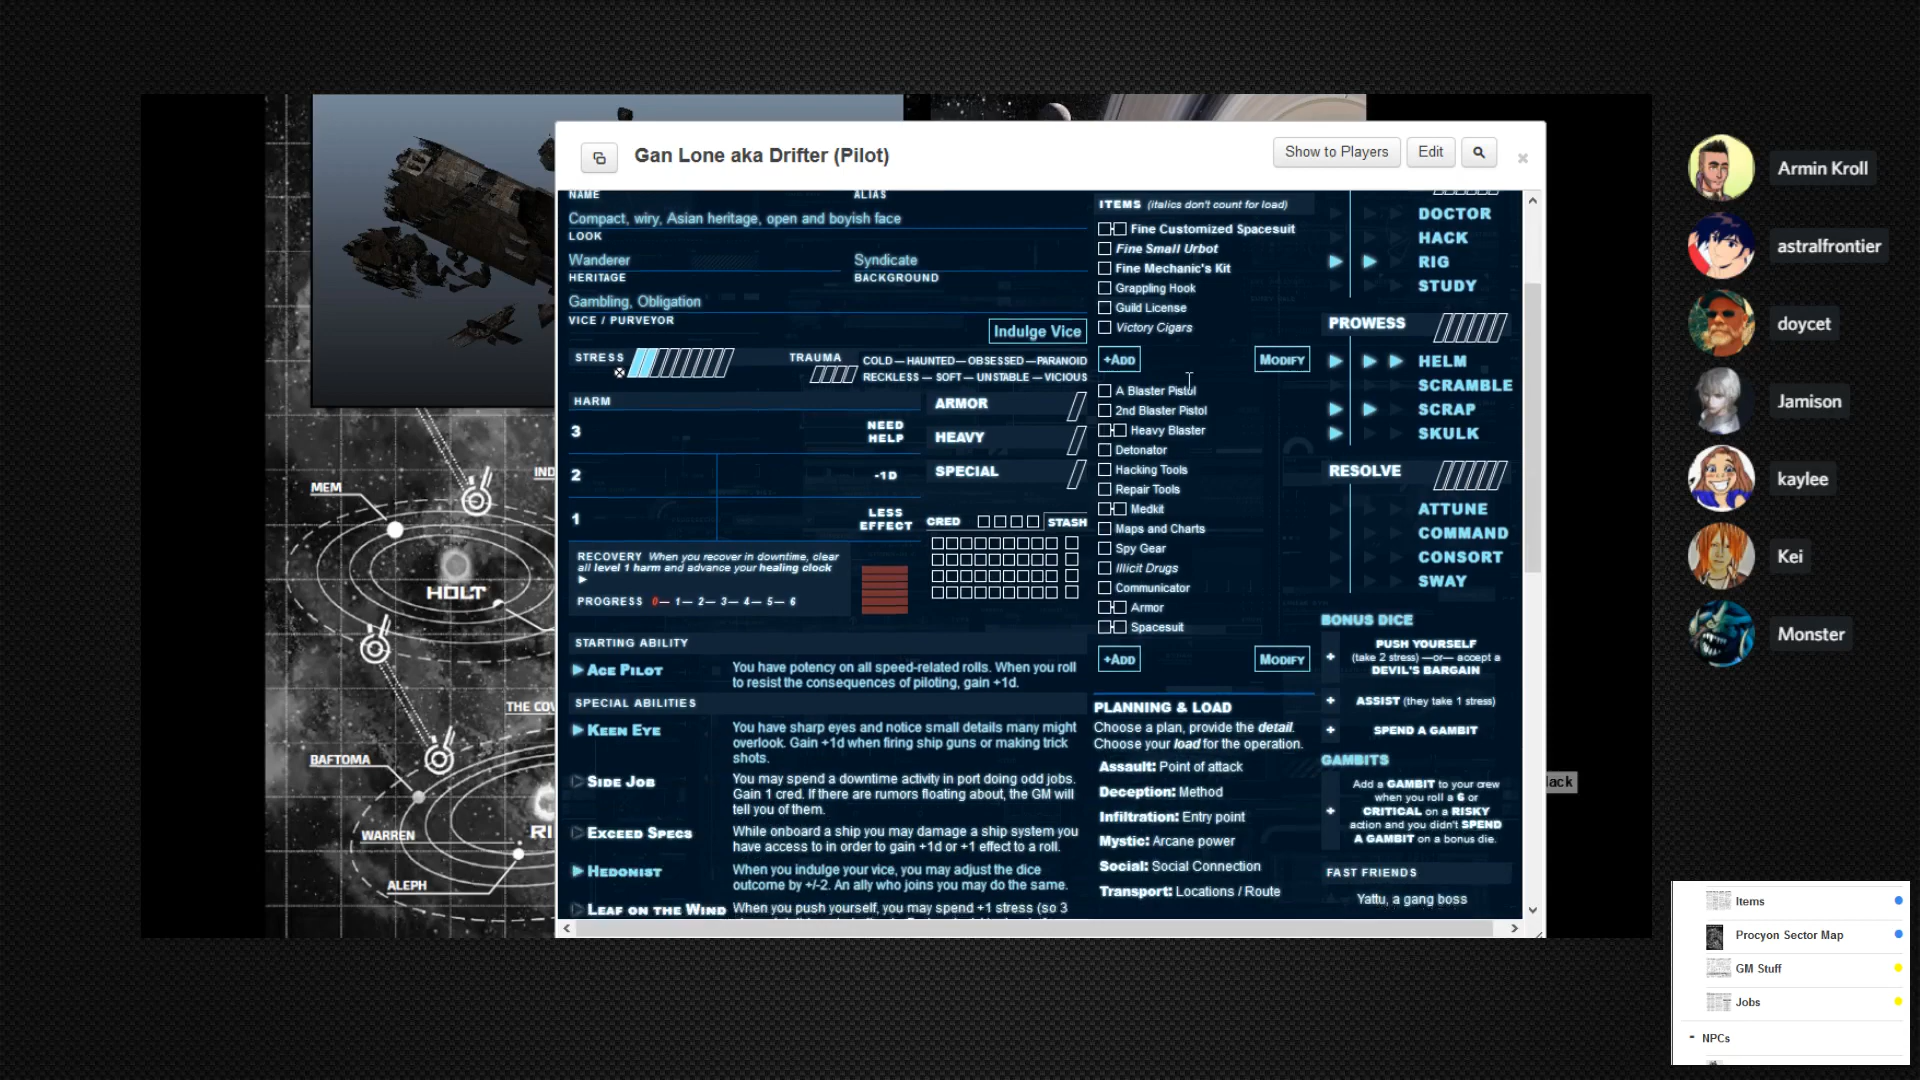 Gan Lone aka Drifter (Pilot)
Show to Players
Edit
NAME
ALIAS
Compact, wiry, Asian heritage, open and boyish face
LOOK
Wanderer
Syndicate
HERITAGE
BACKGROUND
Gambling, Obligation
VICE / PURVEYOR
Indulge Vice
STRESS
TRAUMA
COLD — HAUNTED — OBSESSED — PARANOID
RECKLESS — SOFT — UNSTABLE — VICIOUS
HARM
3
NEED
HELP
2
-1D
1
LESS
EFFECT
ARMOR
HEAVY
SPECIAL
CRED
STASH
RECOVERY When you recover in downtime, clear
all level 1 harm and advance your healing clock
PROGRESS 0— 1— 2— 3— 4— 5— 6
STARTING ABILITY
ACE PILOT
You have potency on all speed-related rolls. When you roll
to resist the consequences of piloting, gain +1d.
SPECIAL ABILITIES
KEEN EYE
You have sharp eyes and notice small details many might
overlook. Gain +1d when firing ship guns or making trick
shots.
SIDE JOB
You may spend a downtime activity in port doing odd jobs.
Gain 1 cred. If there are rumors floating about, the GM will
tell you of them.
EXCEED SPECS
While onboard a ship you may damage a ship system you
have access to in order to gain +1d or +1 effect to a roll.
HEDONIST
When you indulge your vice, you may adjust the dice
outcome by +/-2. An ally who joins you may do the same.
LEAF ON THE WIND
When you push yourself, you may spend +1 stress (so 3
ITEMS (italics don't count for load)
Fine Customized Spacesuit
Fine Small Urbot
Fine Mechanic's Kit
Grappling Hook
Guild License
Victory Cigars
+ADD
MODIFY
A Blaster Pistol
2nd Blaster Pistol
Heavy Blaster
Detonator
Hacking Tools
Repair Tools
Medkit
Maps and Charts
Spy Gear
Illicit Drugs
Communicator
Armor
Spacesuit
+ADD
MODIFY
PLANNING & LOAD
Choose a plan, provide the detail.
Choose your load for the operation.
Assault: Point of attack
Deception: Method
Infiltration: Entry point
Mystic: Arcane power
Social: Social Connection
Transport: Locations / Route
DOCTOR
HACK
RIG
STUDY
PROWESS
HELM
SCRAMBLE
SCRAP
SKULK
RESOLVE
ATTUNE
COMMAND
CONSORT
SWAY
BONUS DICE
PUSH YOURSELF
(take 2 stress) —or— accept a
DEVIL'S BARGAIN
ASSIST (they take 1 stress)
SPEND A GAMBIT
GAMBITS
Add a GAMBIT to your crew
when you roll a 6 or
CRITICAL on a RISKY
action and you didn't SPEND
A GAMBIT on a bonus die.
FAST FRIENDS
Yattu, a gang boss
MEM
IND
HOLT
THE COV
BAFTOMA
WARREN
RI
ALEPH
lack
Armin Kroll
astralfrontier
doycet
Jamison
kaylee
Kei
Monster
Items
Procyon Sector Map
GM Stuff
Jobs
- NPCs